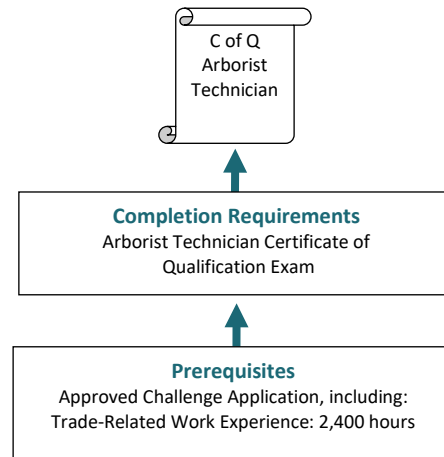 C of Q
Arborist
Technician
Completion Requirements
Arborist Technician Certificate of
Qualification Exam
Prerequisites
Approved Challenge Application, including:
Trade-Related Work Experience: 2,400 hours